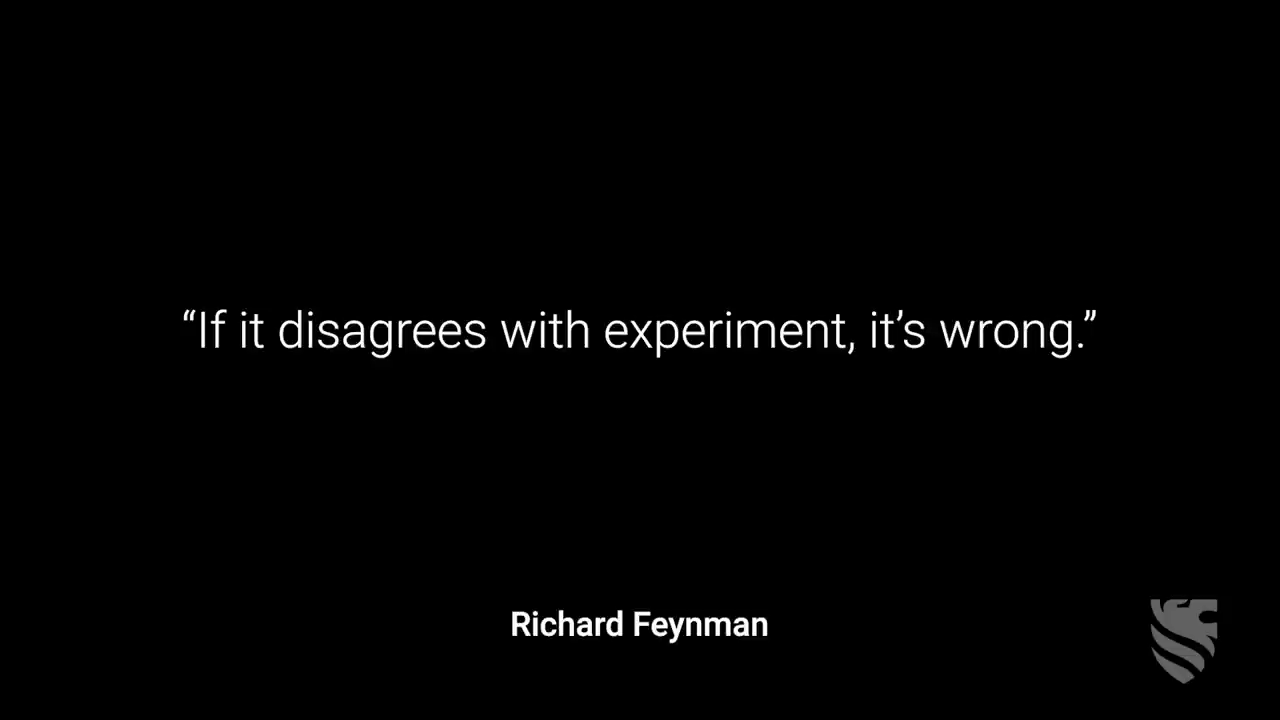 “If it disagrees with experiment, it’s wrong.”
Richard Feynman